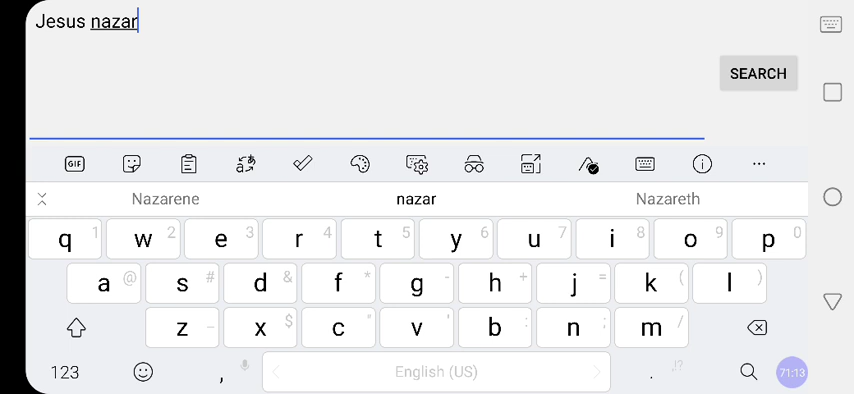 Jesus nazar
SEARCH
GIF
Nazarene nazar Nazareth
q 1 w 2 e 3 r 4 t 5 y 6 u 7 i 8 o 9 p 0
a @ s # d & f * g - h + j = k ( l )
z _ x $ c " v ' b : n ; m /
123 , English (US) . ,!?
71:13